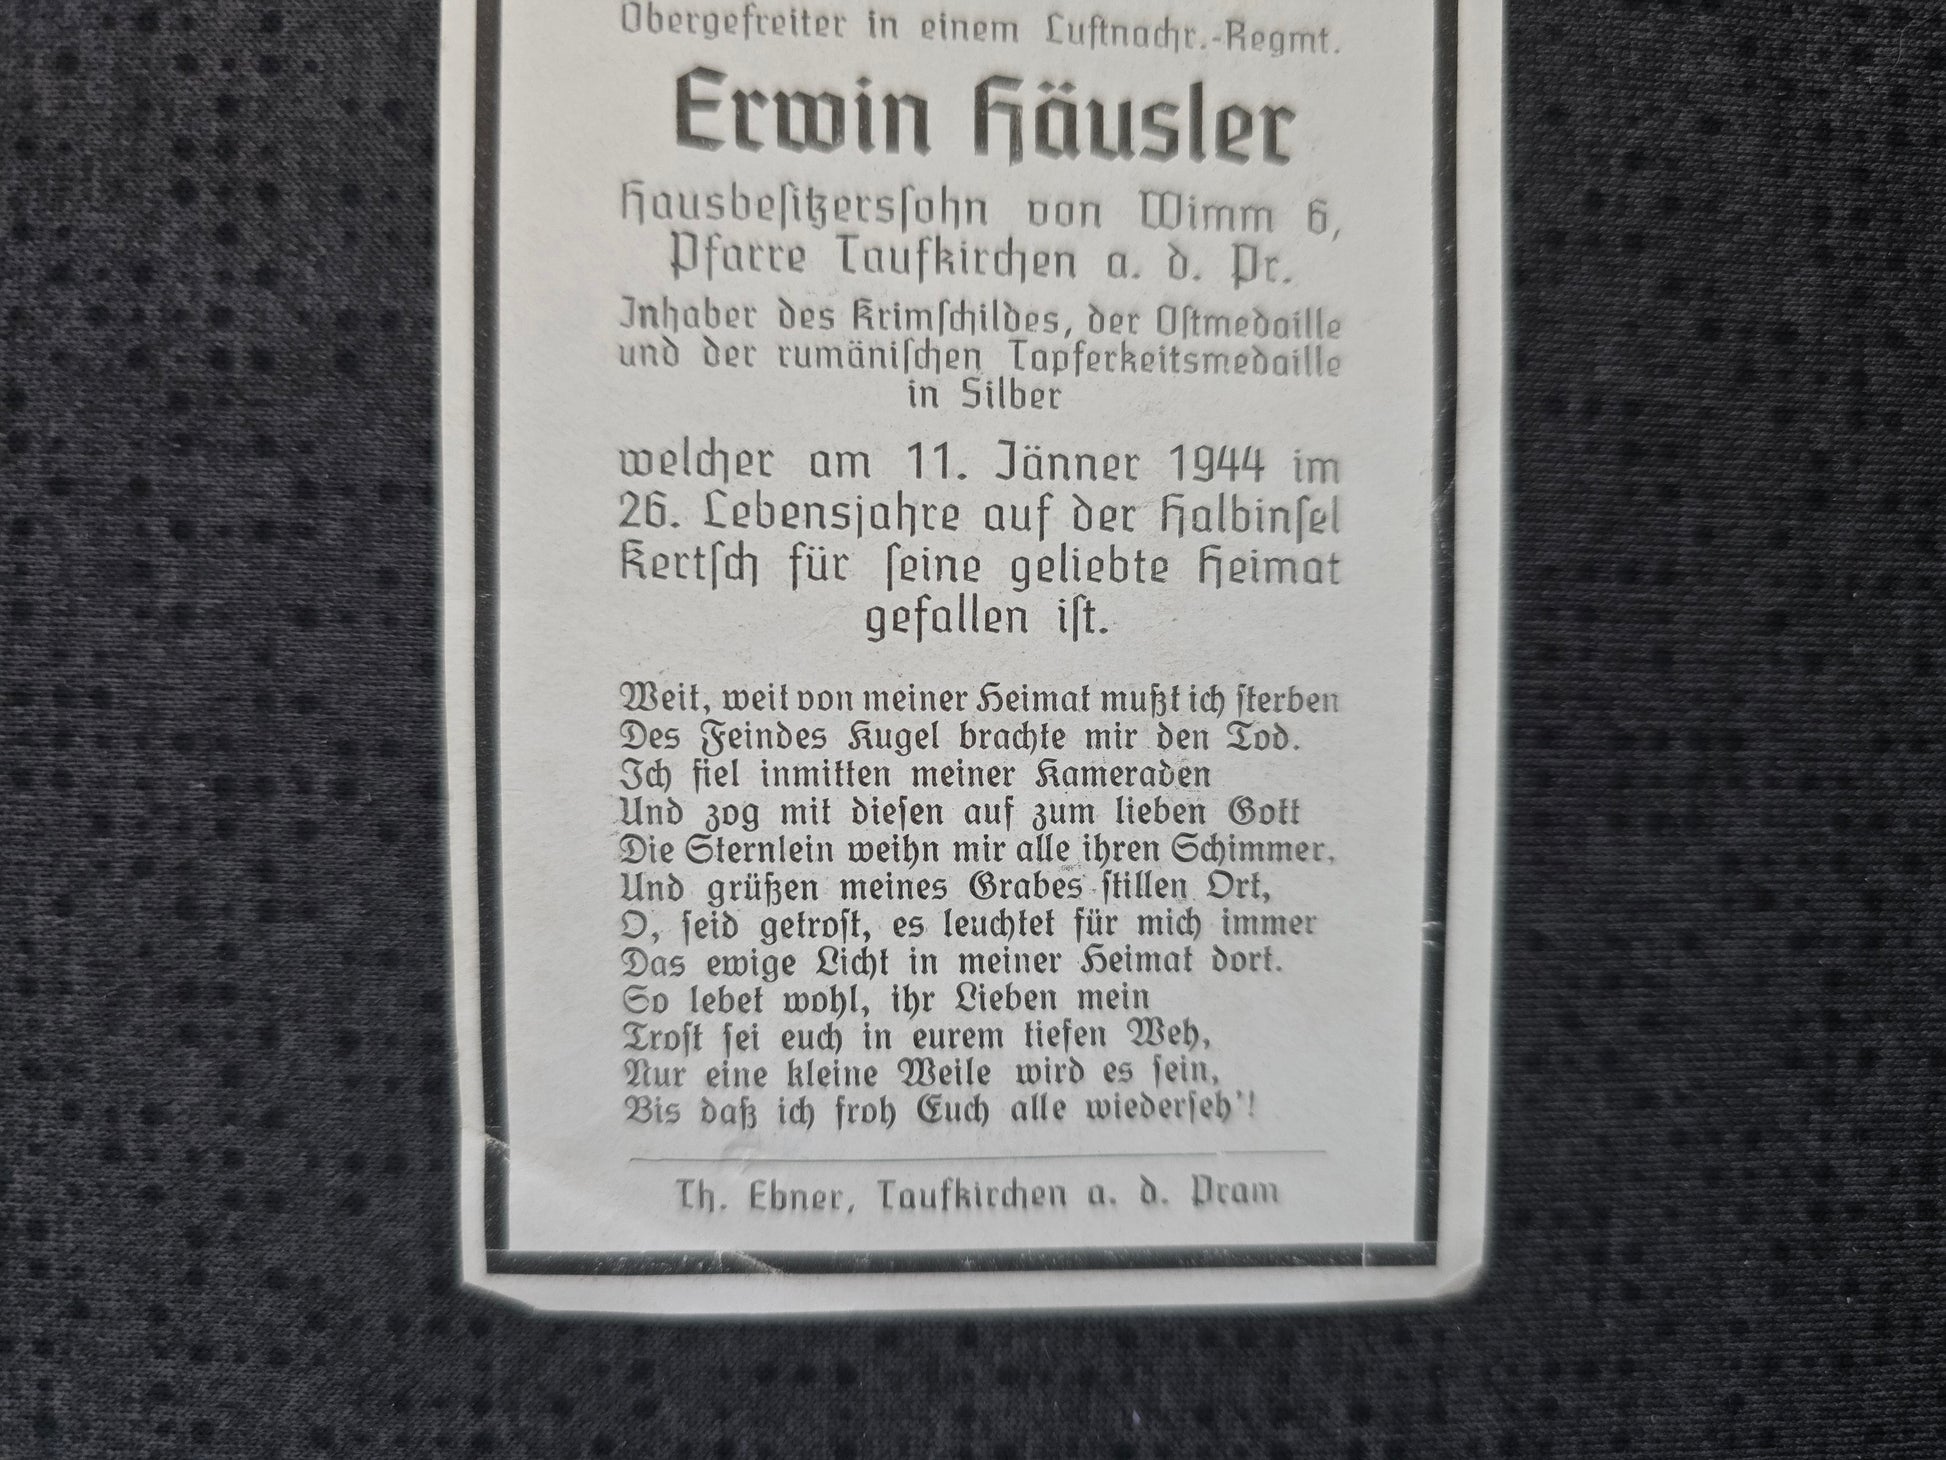 Obergefreiter in einem Luftnachr.-Regmt.
Erwin Häusler
Hausbeſitzersſohn von Wimm 6,
Pfarre Taufkirchen a. d. Pr.
Inhaber des Krimſchildes, der Oſtmedaille
und der rumäniſchen Tapferkeitsmedaille
in Silber
welcher am 11. Jänner 1944 im
26. Lebensjahre auf der Halbinſel
Kertſch für ſeine geliebte Heimat
gefallen iſt.
Weit, weit von meiner Heimat mußt ich ſterben
Des Feindes Kugel brachte mir den Tod.
Ich fiel inmitten meiner Kameraden
Und zog mit dieſen auf zum lieben Gott
Die Sternlein weihn mir alle ihren Schimmer,
Und grüßen meines Grabes ſtillen Ort,
O, ſeid getroſt, es leuchtet für mich immer
Das ewige Licht in meiner Heimat dort.
So lebet wohl, ihr Lieben mein
Troſt ſei euch in eurem tiefen Weh,
Nur eine kleine Weile wird es ſein,
Bis daß ich froh Euch alle wiederſeh'!
Th. Ebner, Taufkirchen a. d. Pram